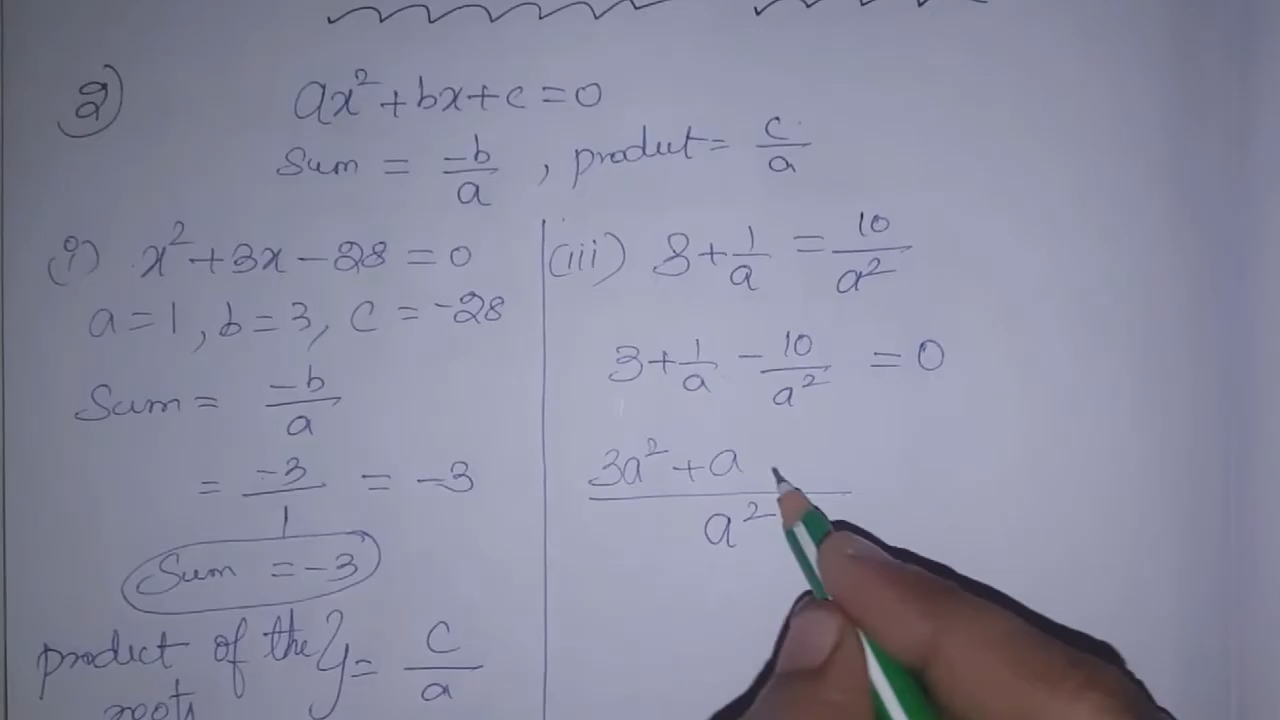 2)
ax² + bx + c = 0
Sum = -b/a , product = c/a
(i) x² + 3x - 28 = 0
a = 1, b = 3, c = -28
Sum = -b/a
= -3/1 = -3
Sum = -3
product of the roots } = c/a
(iii) 3 + 1/a = 10/a²
3 + 1/a - 10/a² = 0
3a² + a / a²